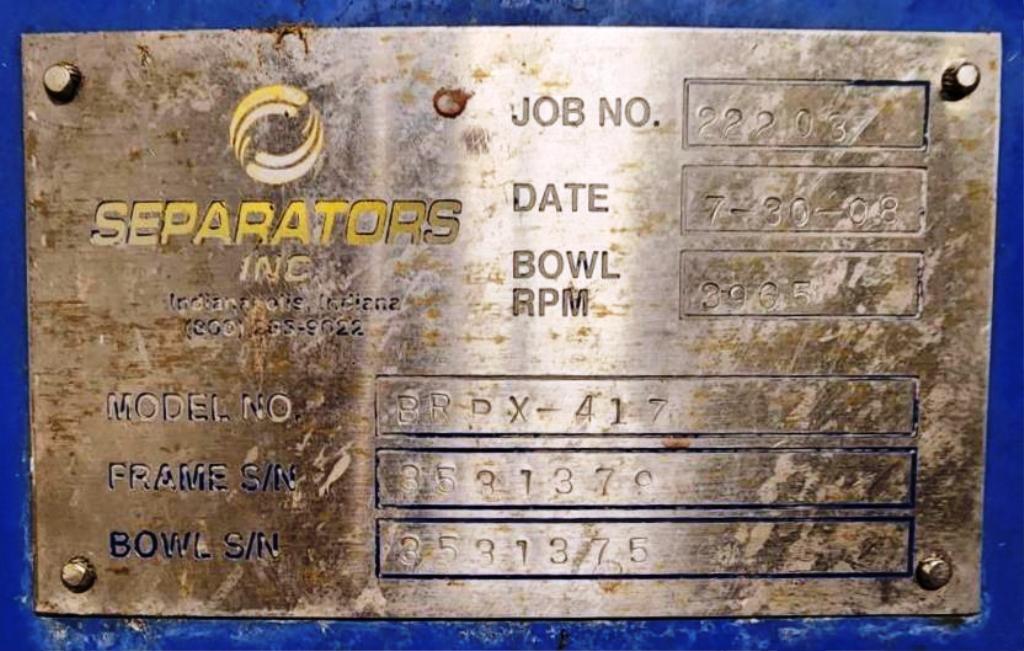 SEPARATORS
INC
Indianapolis, Indiana
JOB NO. 22203
DATE 7-30-08
BOWL RPM 3965
MODEL NO. BRPX-417
FRAME S/N
BOWL S/N 3531375